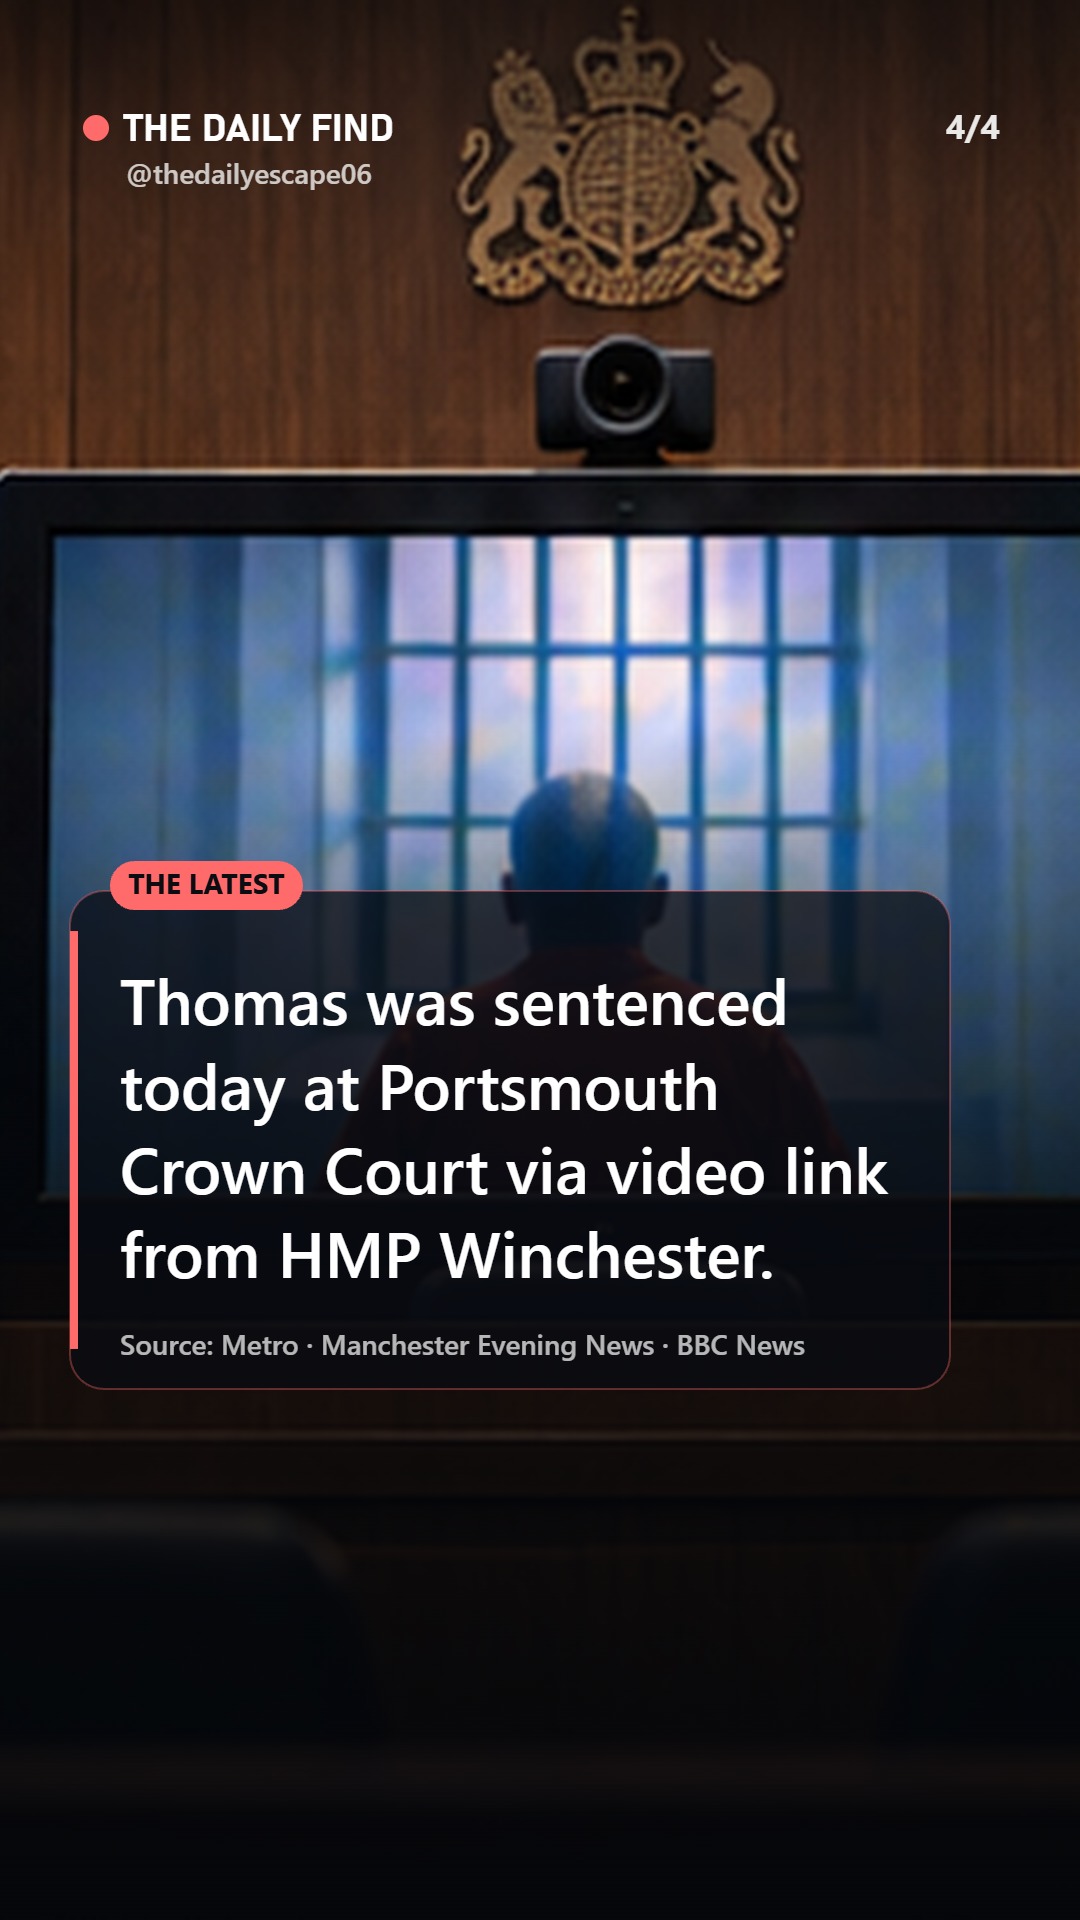 THE DAILY FIND
4/4
@thedailyescape06
THE LATEST
Thomas was sentenced
today at Portsmouth
Crown Court via video link
from HMP Winchester.
Source: Metro · Manchester Evening News · BBC News